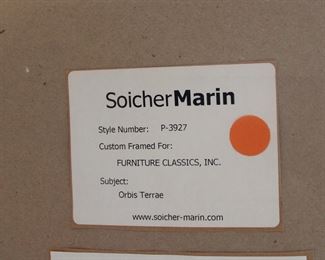 SoicherMarin
Style Number: P-3927
Custom Framed For:
FURNITURE CLASSICS, INC.
Subject:
Orbis Terrae
www.soicher-marin.com